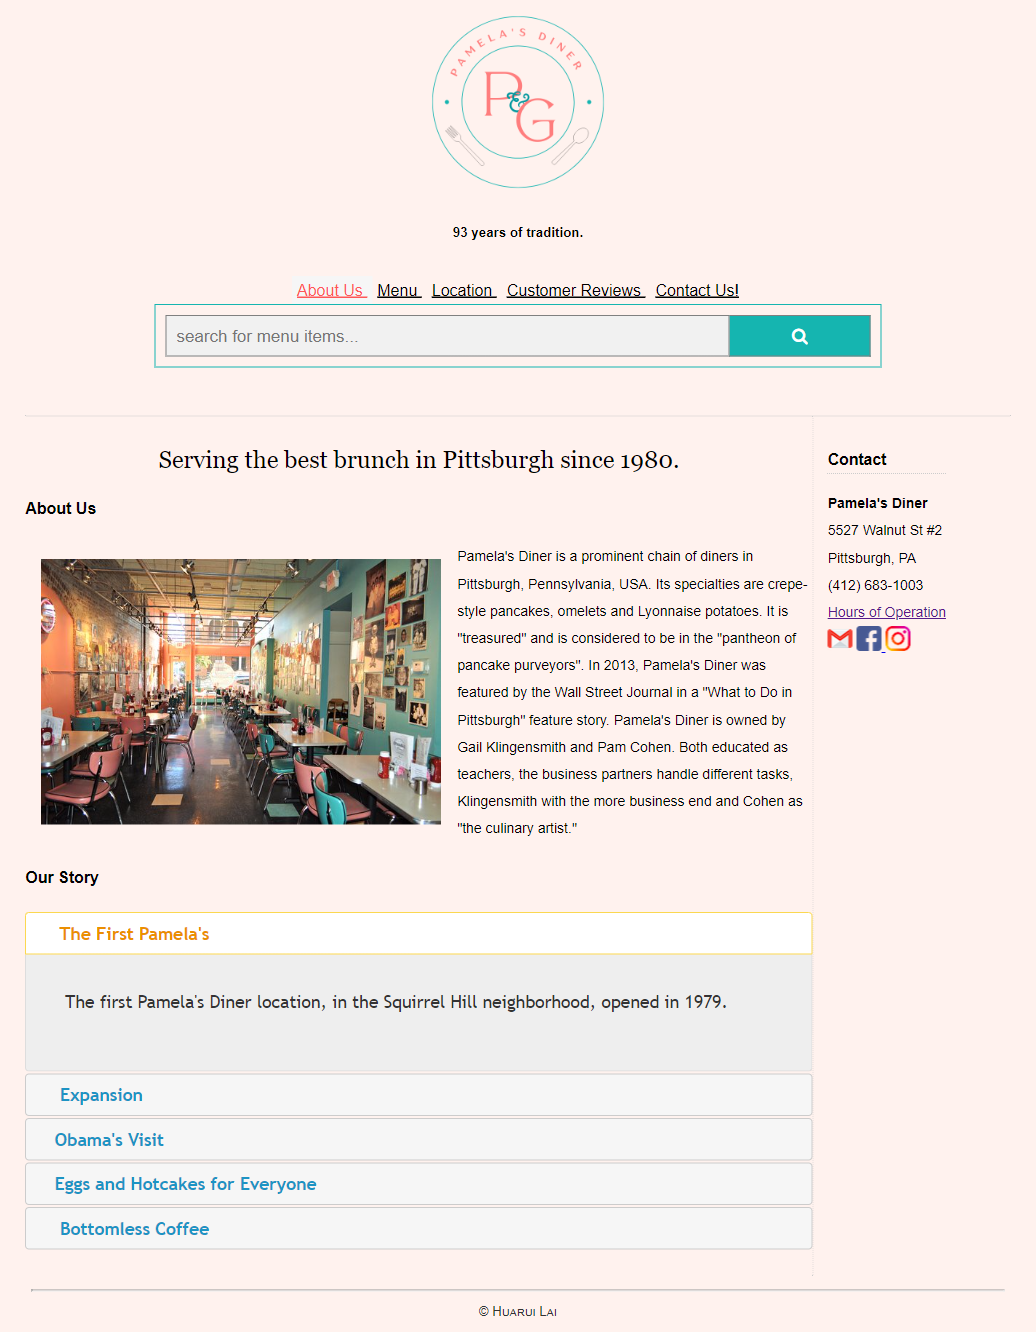 PAMELA'S DINER
P&G
93 years of tradition.
About Us Menu Location Customer Reviews Contact Us!
search for menu items...
Serving the best brunch in Pittsburgh since 1980.
About Us
Pamela's Diner is a prominent chain of diners in
Pittsburgh, Pennsylvania, USA. Its specialties are crepe-
style pancakes, omelets and Lyonnaise potatoes. It is
"treasured" and is considered to be in the "pantheon of
pancake purveyors". In 2013, Pamela's Diner was
featured by the Wall Street Journal in a "What to Do in
Pittsburgh" feature story. Pamela's Diner is owned by
Gail Klingensmith and Pam Cohen. Both educated as
teachers, the business partners handle different tasks,
Klingensmith with the more business end and Cohen as
"the culinary artist."
Our Story
The First Pamela's
The first Pamela's Diner location, in the Squirrel Hill neighborhood, opened in 1979.
Expansion
Obama's Visit
Eggs and Hotcakes for Everyone
Bottomless Coffee
Contact
Pamela's Diner
5527 Walnut St #2
Pittsburgh, PA
(412) 683-1003
Hours of Operation
© Huarui Lai